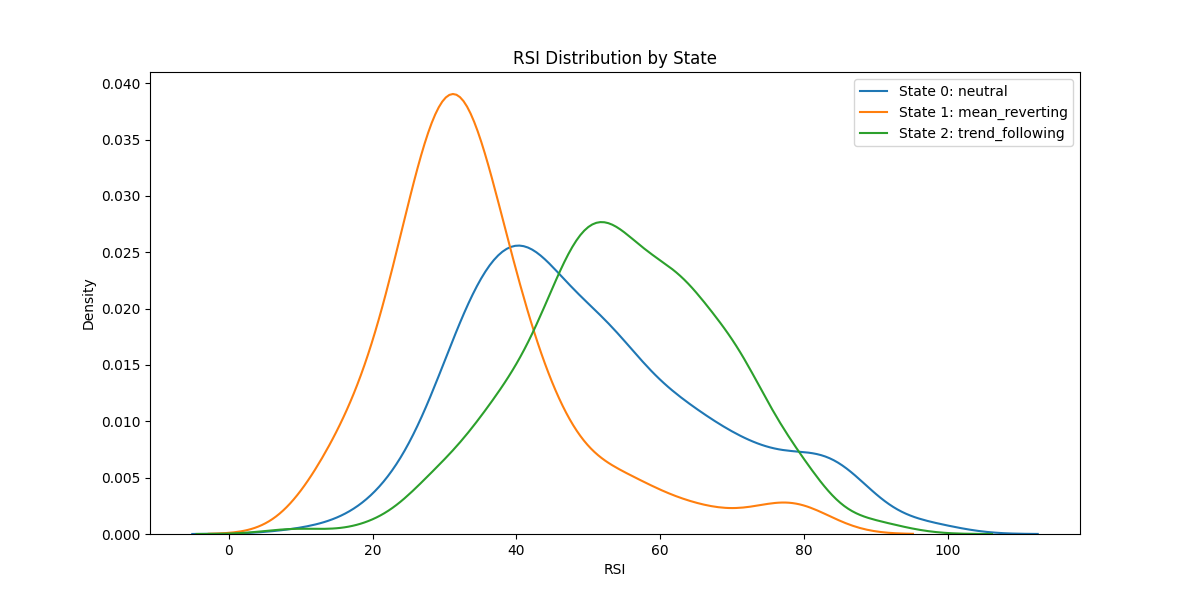 RSI Distribution by State
State 0: neutral
State 1: mean_reverting
State 2: trend_following
Density
0.040
0.035
0.030
0.025
0.020
0.015
0.010
0.005
0.000
0 20 40 60 80 100
RSI